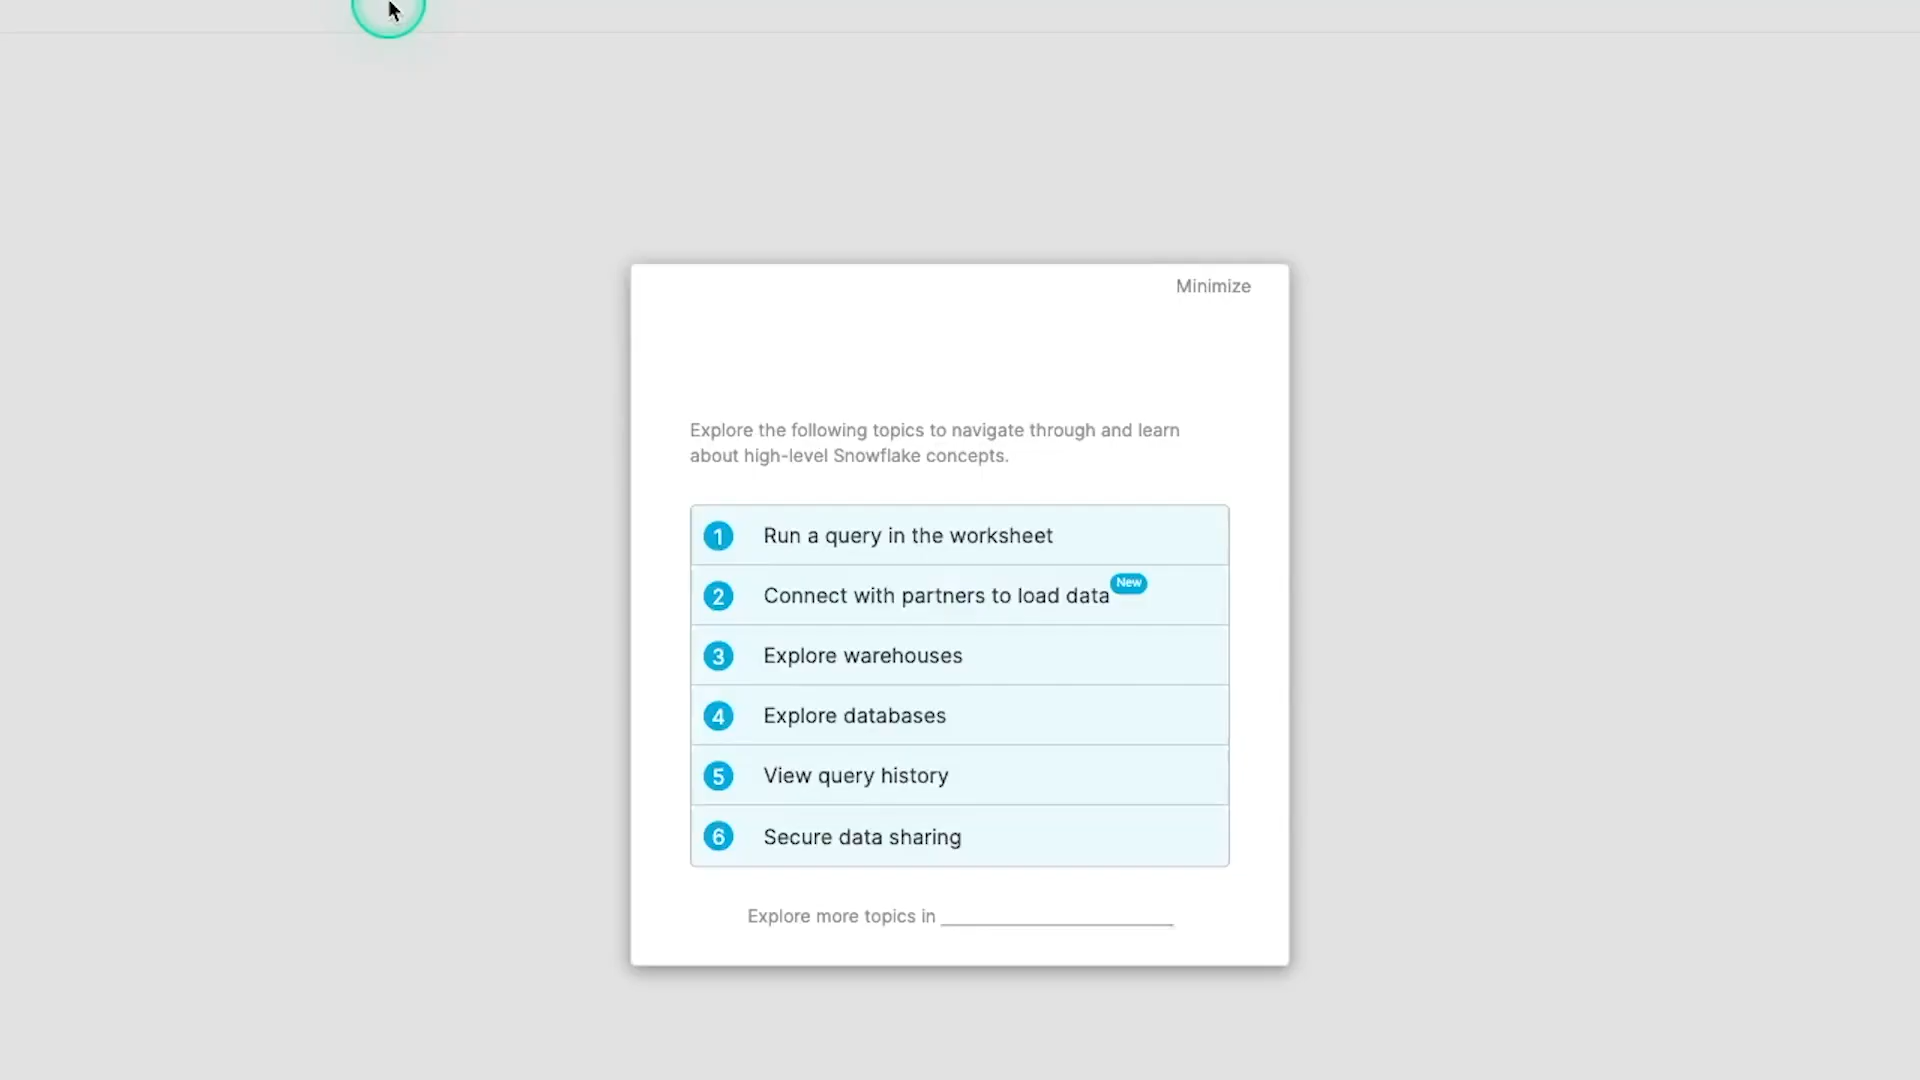 Minimize
Explore the following topics to navigate through and learn
about high-level Snowflake concepts.
1 Run a query in the worksheet
2 Connect with partners to load data New
3 Explore warehouses
4 Explore databases
5 View query history
6 Secure data sharing
Explore more topics in